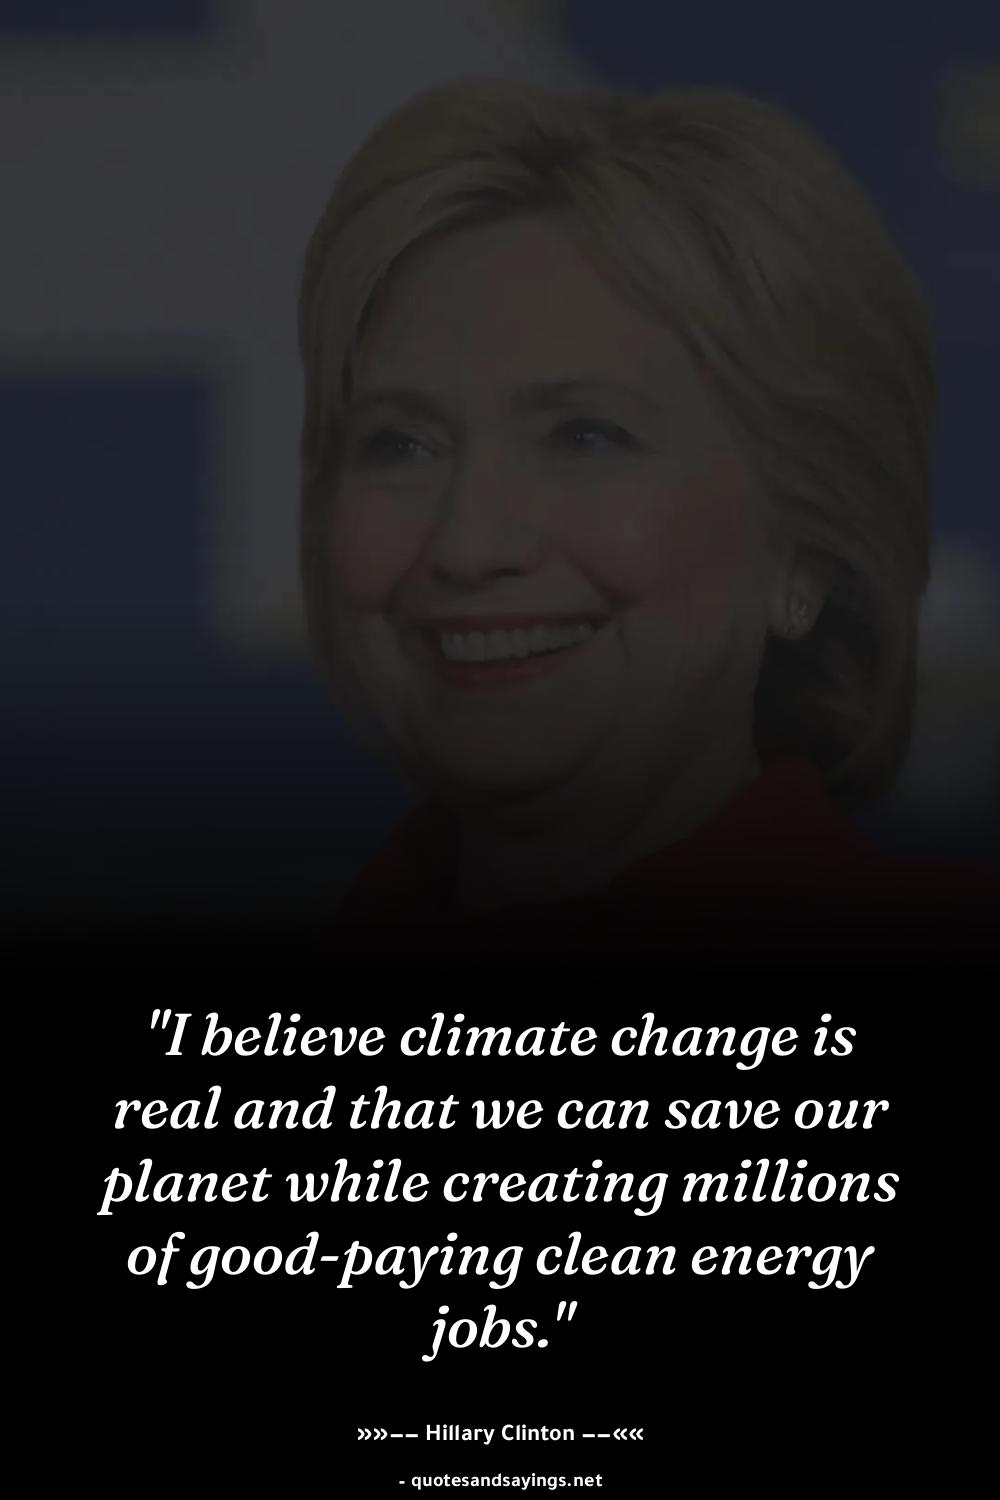 "I believe climate change is
real and that we can save our
planet while creating millions
of good-paying clean energy
jobs."
»»−− Hillary Clinton −−««
- quotesandsayings.net